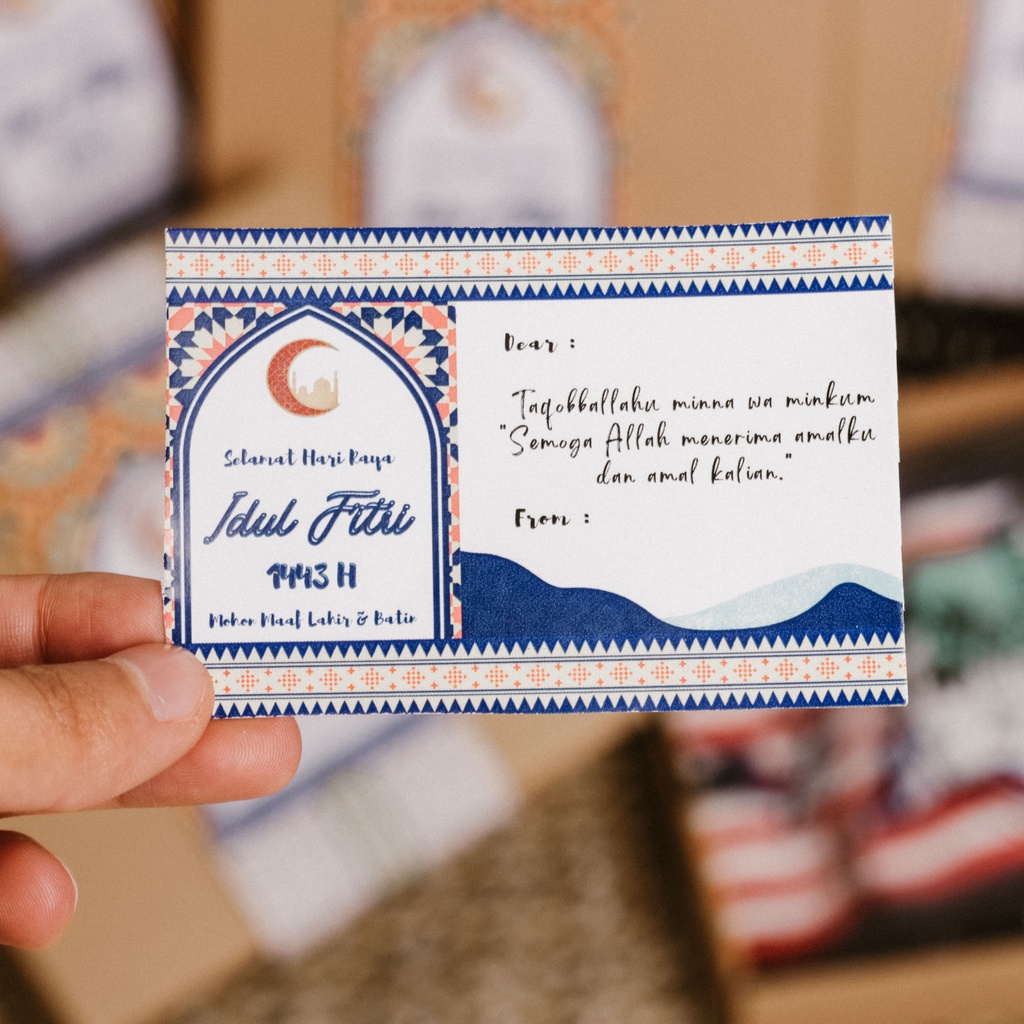 Selamat Hari Raya
Idul Fitri
1443 H
Mohon Maaf Lahir & Batin
Dear :
Taqobballahu minna wa minkum
"Semoga Allah menerima amalku
dan amal kalian."
From :